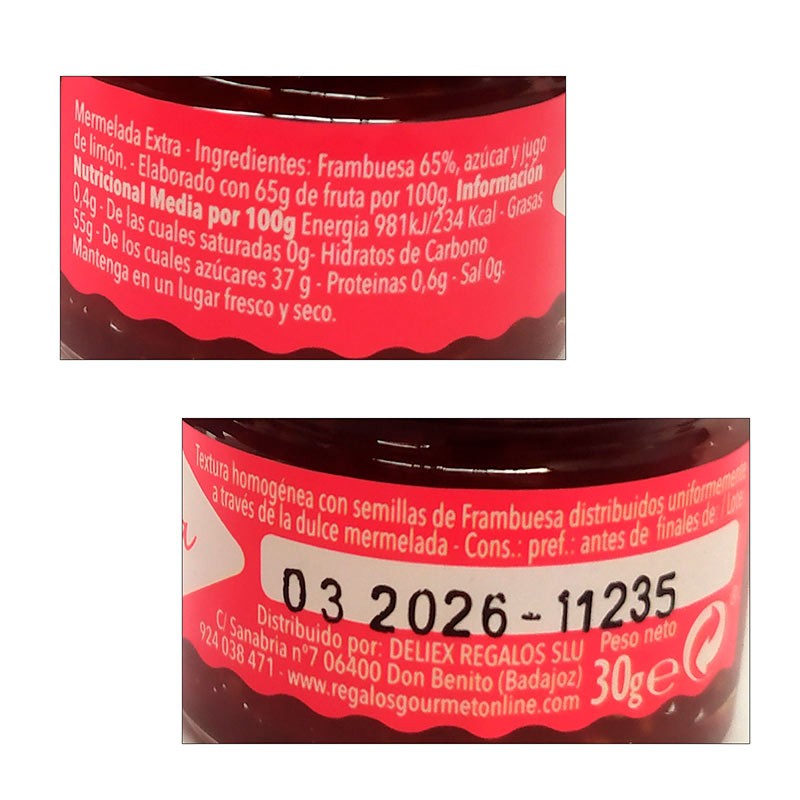 Mermelada Extra - Ingredientes: Frambuesa 65%, azúcar y jugo
de limón. - Elaborado con 65g de fruta por 100g. Información
Nutricional Media por 100g Energia 981kJ/234 Kcal - Grasas
0,4g - De las cuales saturadas 0g- Hidratos de Carbono
55g - De los cuales azúcares 37 g - Proteinas 0,6g - Sal 0g.
Mantenga en un lugar fresco y seco.
Textura homogénea con semillas de Frambuesa distribuidos uniformemente
a través de la dulce mermelada - Cons.: pref.: antes de finales de / Lote
03 2026 - 11235
Distribuido por: DELIEX REGALOS SLU
C/ Sanabria nº7 06400 Don Benito (Badajoz)
924 038 471 - www.regalosgourmetonline.com
Peso neto
30g e